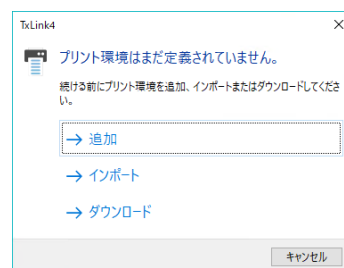 TxLink4
プリント環境はまだ定義されていません。
続ける前にプリント環境を追加、インポートまたはダウンロードしてくださ
い。
→ 追加
→ インポート
→ ダウンロード
キャンセル